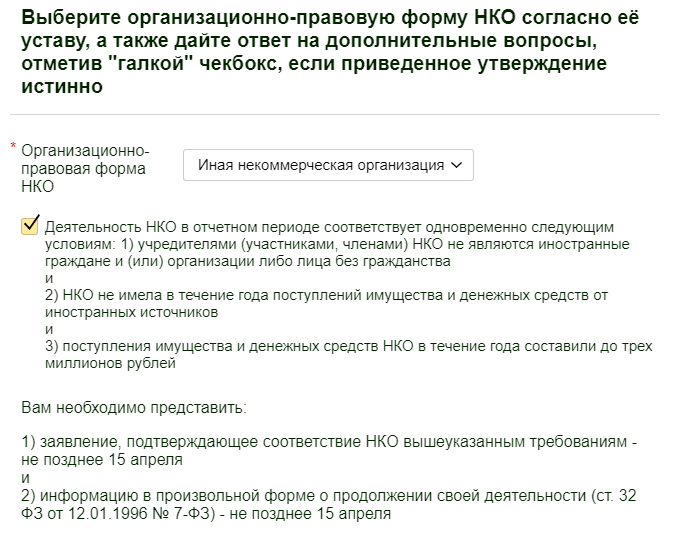 Выберите организационно-правовую форму НКО согласно её
уставу, а также дайте ответ на дополнительные вопросы,
отметив "галкой" чекбокс, если приведенное утверждение
истинно
* Организационно-
правовая форма
НКО
Иная некоммерческая организация
Деятельность НКО в отчетном периоде соответствует одновременно следующим
условиям: 1) учредителями (участниками, членами) НКО не являются иностранные
граждане и (или) организации либо лица без гражданства
и
2) НКО не имела в течение года поступлений имущества и денежных средств от
иностранных источников
и
3) поступления имущества и денежных средств НКО в течение года составили до трех
миллионов рублей
Вам необходимо представить:
1) заявление, подтверждающее соответствие НКО вышеуказанным требованиям -
не позднее 15 апреля
и
2) информацию в произвольной форме о продолжении своей деятельности (ст. 32
ФЗ от 12.01.1996 № 7-ФЗ) - не позднее 15 апреля